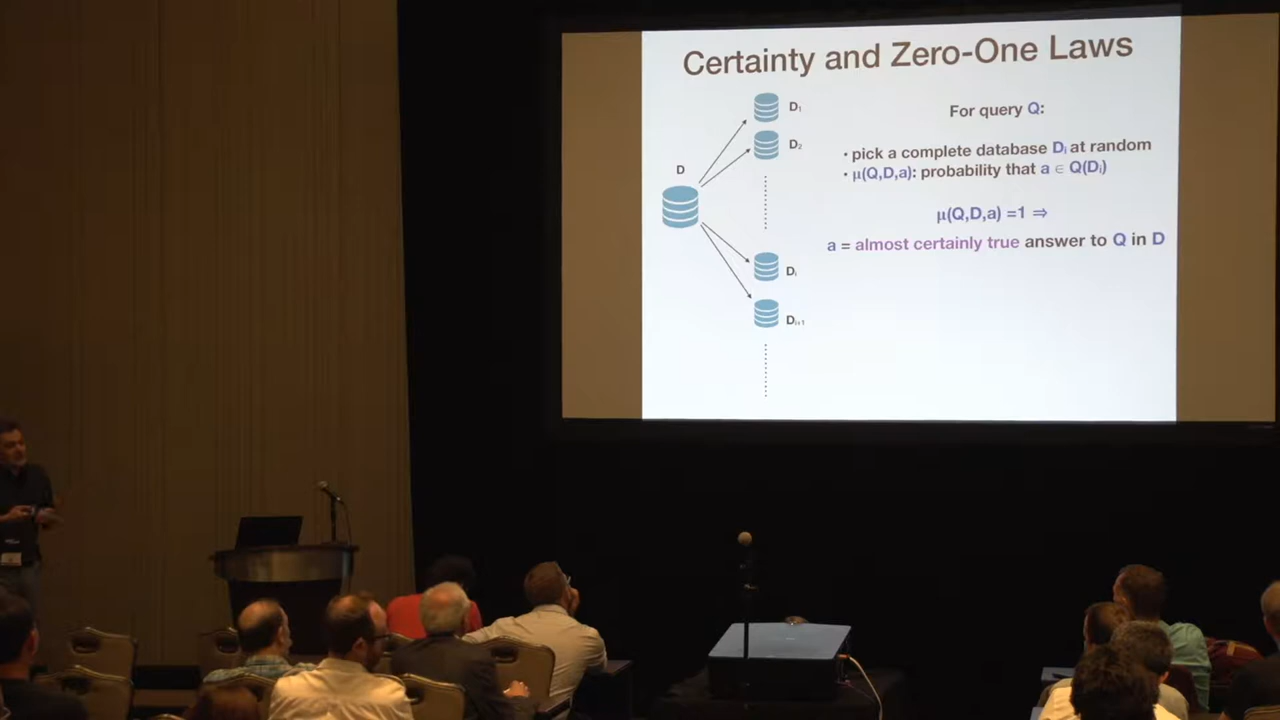 Certainty and Zero-One Laws
D
D₁
D₂
Dᵢ
Dᵢ₊₁
For query Q:
• pick a complete database Dᵢ at random
• μ(Q,D,a): probability that a ∈ Q(Dᵢ)
μ(Q,D,a) =1 ⇒
a = almost certainly true answer to Q in D